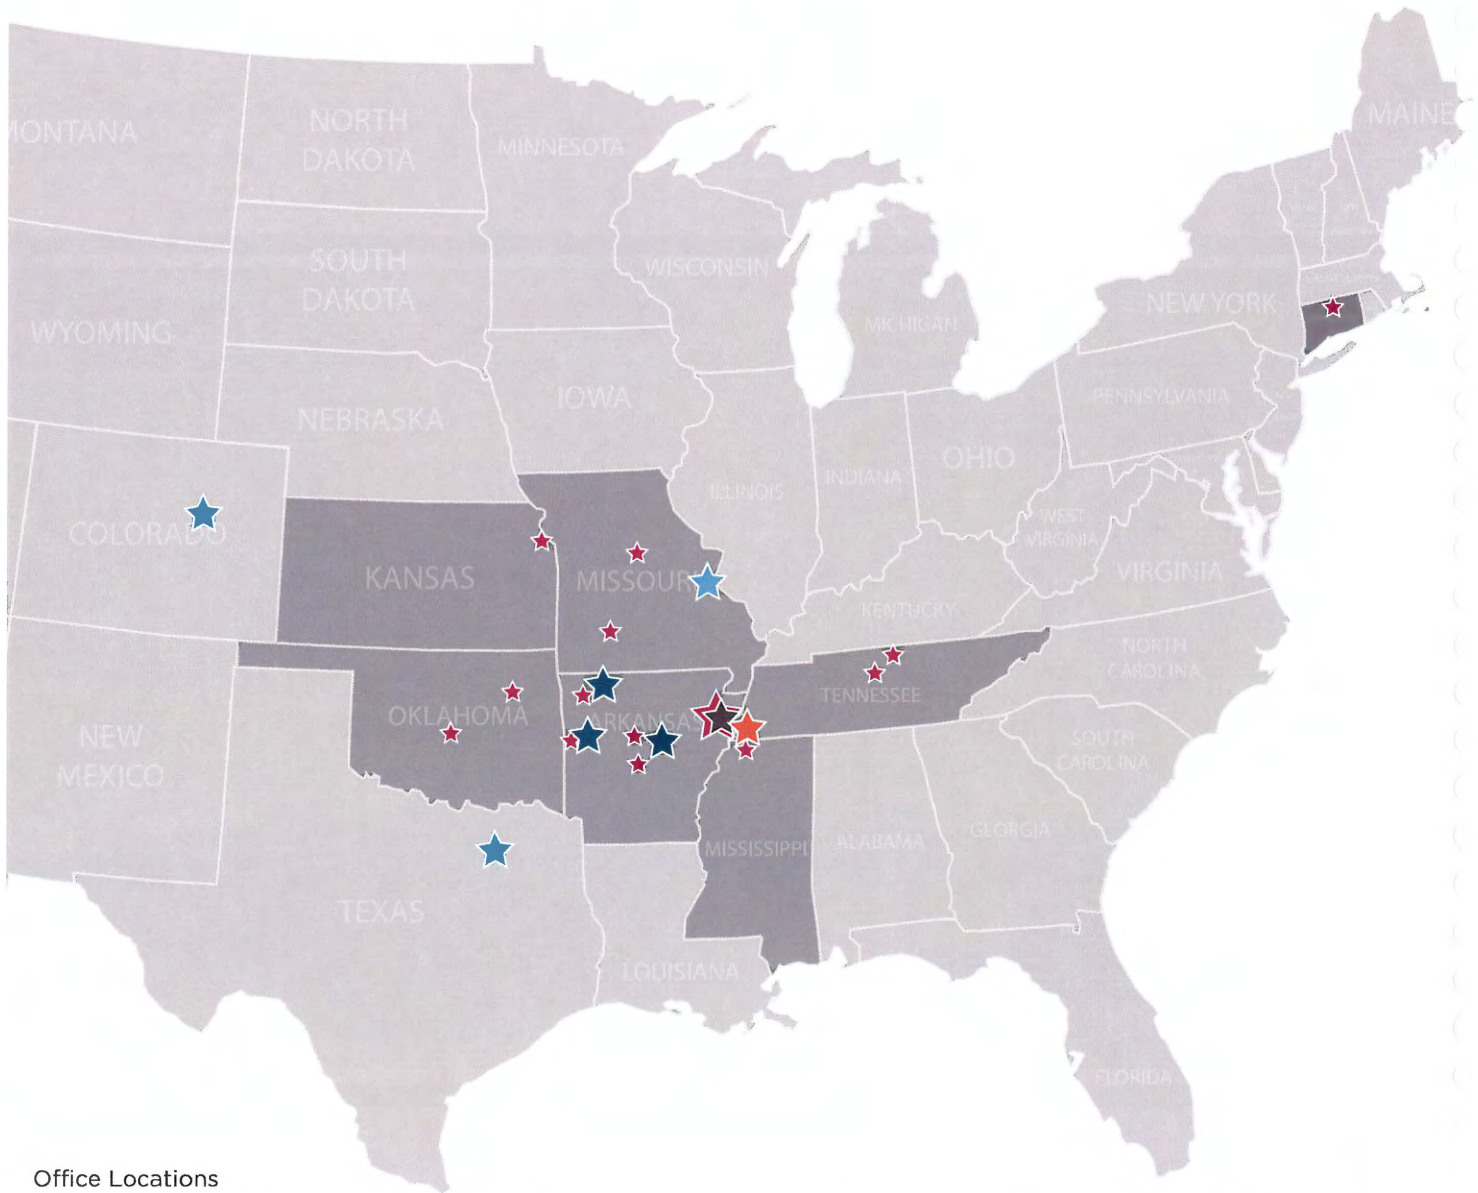 MAINE
NORTH
DAKOTA
MONTANA
MINNESOTA
SOUTH
DAKOTA
WISCONSIN
NEW YORK
MICHIGAN
WYOMING
IOWA
PENNSYLVANIA
NEBRASKA
OHIO
INDIANA
ILLINOIS
WEST
VIRGINIA
COLORADO
VIRGINIA
KANSAS
MISSOURI
KENTUCKY
NORTH
CAROLINA
TENNESSEE
OKLAHOMA
ARKANSAS
NEW
MEXICO
SOUTH
CAROLINA
GEORGIA
ALABAMA
MISSISSIPPI
TEXAS
LOUISIANA
FLORIDA
Office Locations